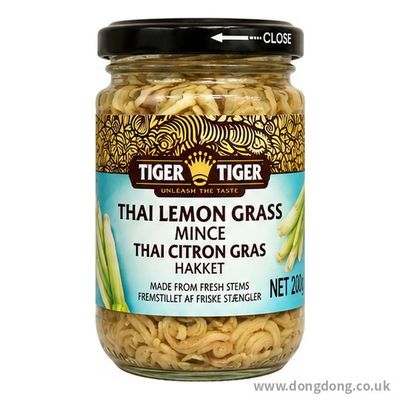 CLOSE
TIGER TIGER
UNLEASH THE TASTE
THAI LEMON GRASS
MINCE
THAI CITRON GRAS
HAKKET
MADE FROM FRESH STEMS
FREMSTILLET AF FRISKE STÆNGLER
NET 200g
www.dongdong.co.uk